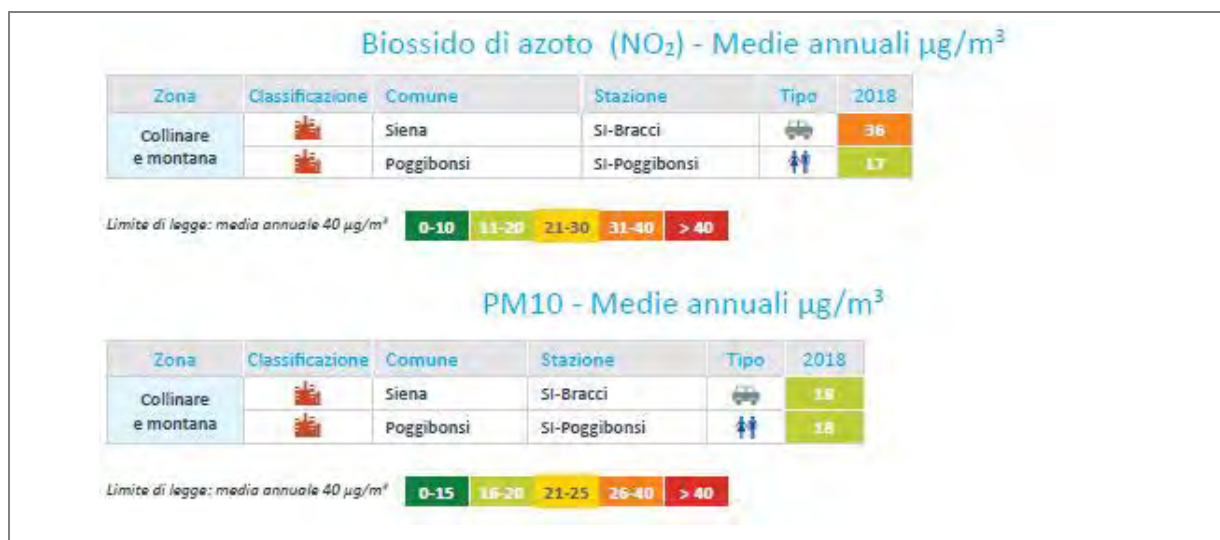 Biossido di azoto (NO₂) - Medie annuali µg/m³
Zona Classificazione Comune Stazione Tipo 2018
Collinare e montana
Siena SI-Bracci 36
Poggibonsi SI-Poggibonsi 17
Limite di legge: media annuale 40 µg/m³ 0-10 11-20 21-30 31-40 > 40
PM10 - Medie annuali µg/m³
Zona Classificazione Comune Stazione Tipo 2018
Collinare e montana
Siena SI-Bracci 18
Poggibonsi SI-Poggibonsi 18
Limite di legge: media annuale 40 µg/m³ 0-15 16-20 21-25 26-40 > 40